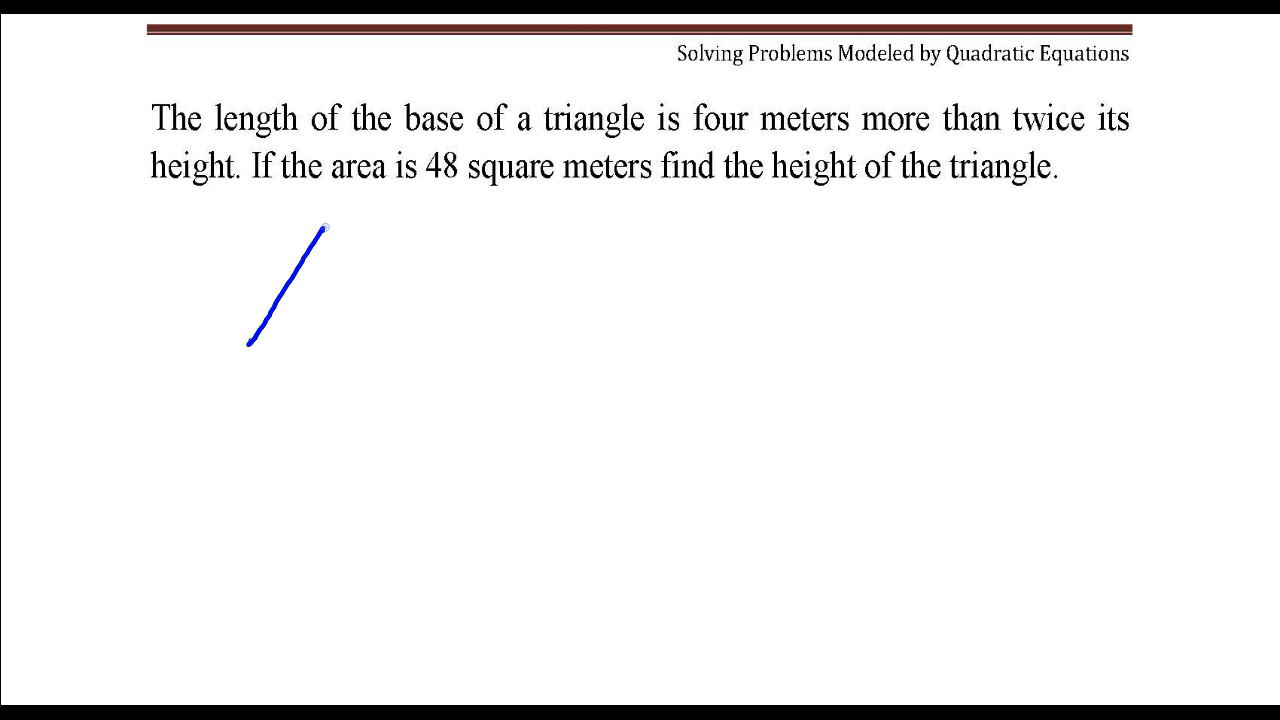 Solving Problems Modeled by Quadratic Equations
The length of the base of a triangle is four meters more than twice its
height. If the area is 48 square meters find the height of the triangle.